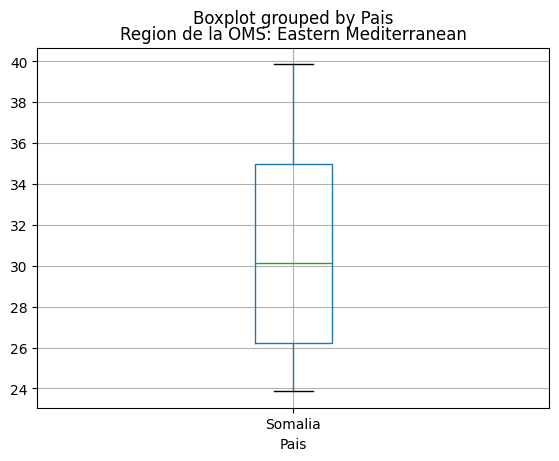 Boxplot grouped by Pais
Region de la OMS: Eastern Mediterranean
40
38
36
34
32
30
28
26
24
Somalia
Pais